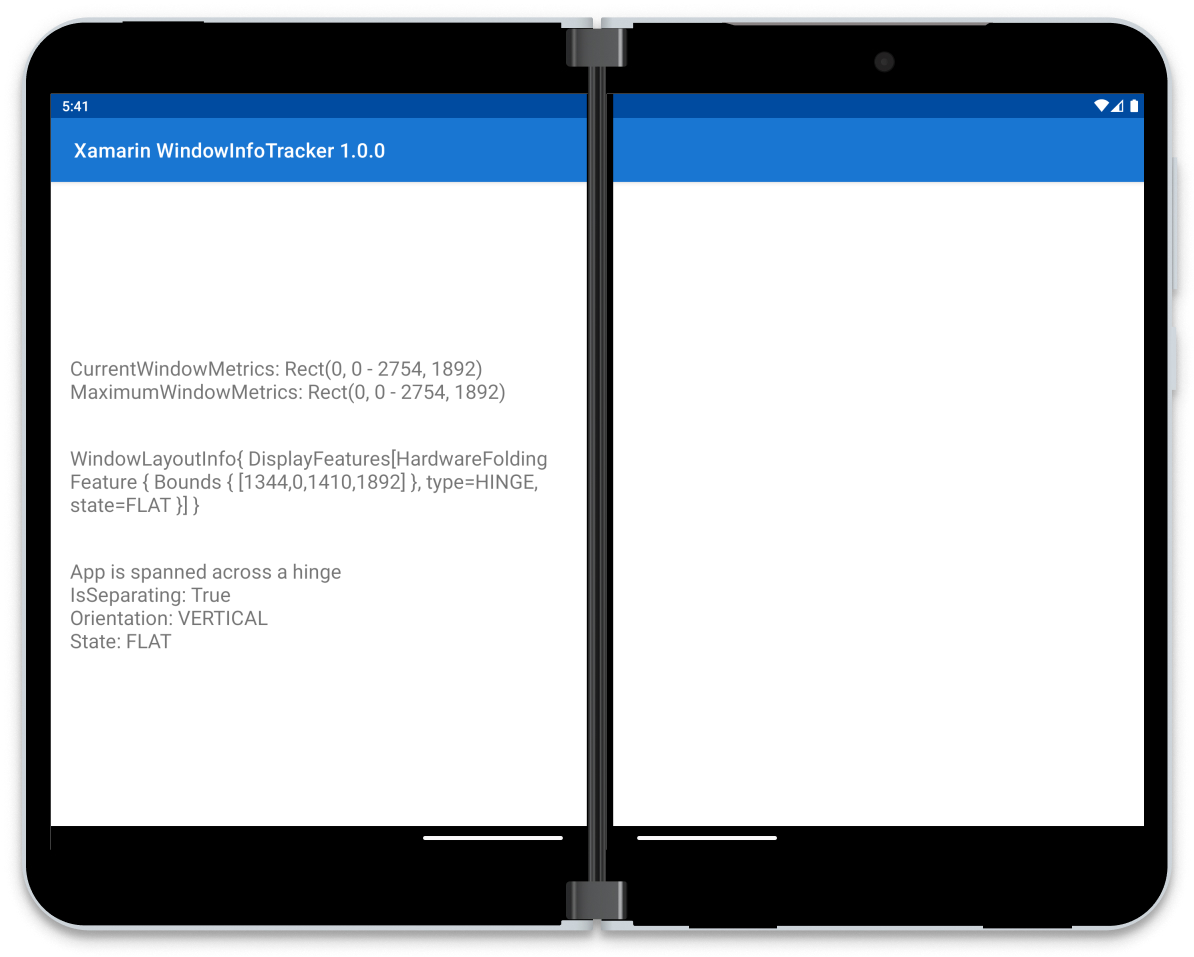 5:41
Xamarin WindowInfoTracker 1.0.0
CurrentWindowMetrics: Rect(0, 0 - 2754, 1892)
MaximumWindowMetrics: Rect(0, 0 - 2754, 1892)
WindowLayoutInfo{ DisplayFeatures[HardwareFolding
Feature { Bounds { [1344,0,1410,1892] }, type=HINGE,
state=FLAT }] }
App is spanned across a hinge
IsSeparating: True
Orientation: VERTICAL
State: FLAT